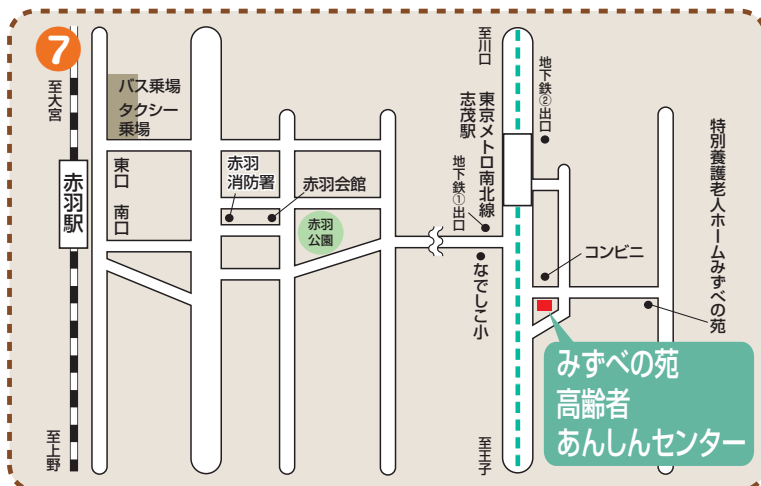 7
至大宮
バス乗場
タクシー
乗場
赤羽駅
東口
南口
至上野
赤羽
消防署
赤羽会館
赤羽
公園
至川口
東京メトロ南北線
志茂駅
地下鉄①出口
地下鉄②出口
なでしこ小
コンビニ
特別養護老人ホームみずべの苑
至王子
みずべの苑
高齢者
あんしんセンター